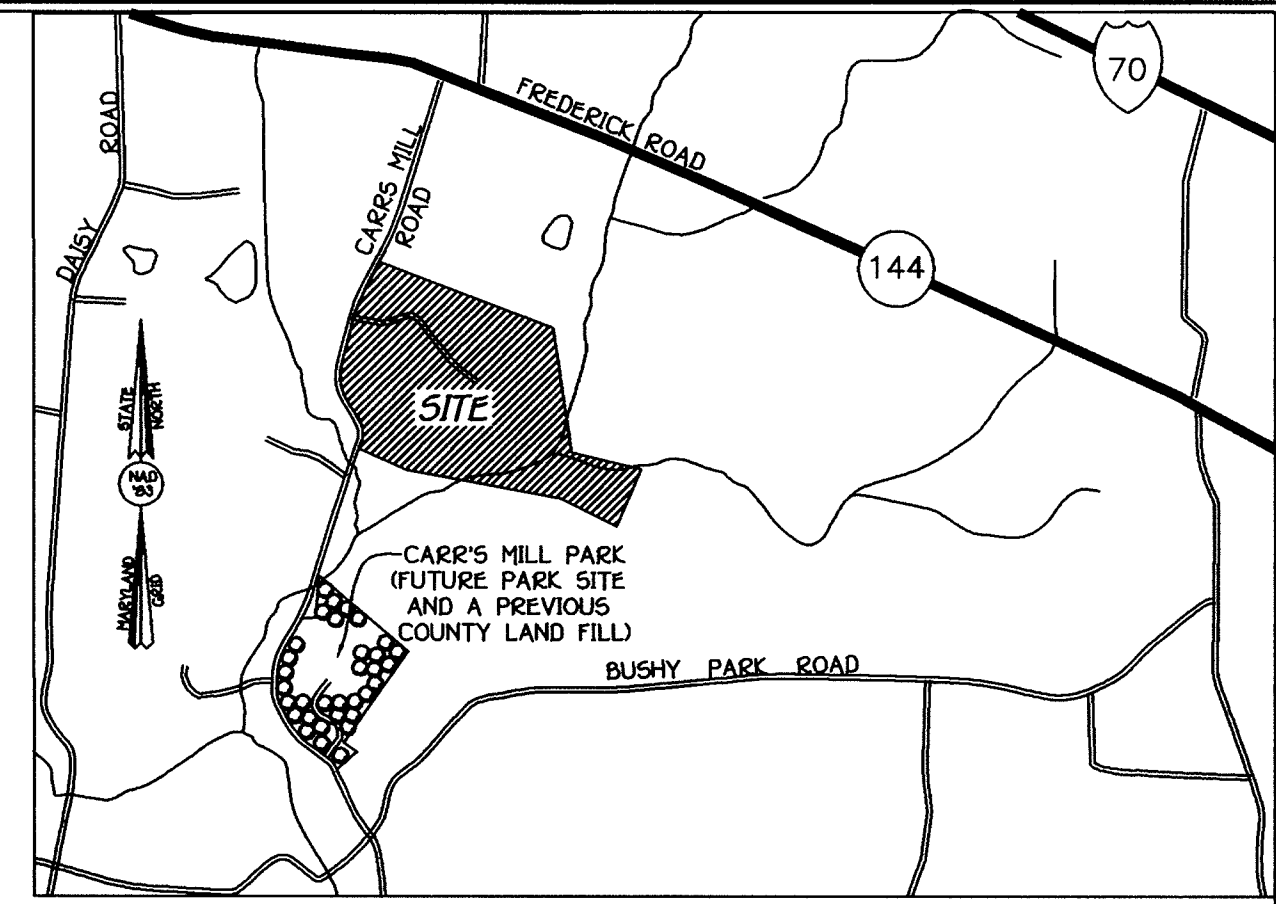 70
FREDERICK ROAD
DAISY ROAD
CARRS MILL
ROAD
144
SITE
STATE
NORTH
NAD
'83
MARYLAND
GRID
CARR'S MILL PARK
(FUTURE PARK SITE
AND A PREVIOUS
COUNTY LAND FILL)
BUSHY PARK ROAD